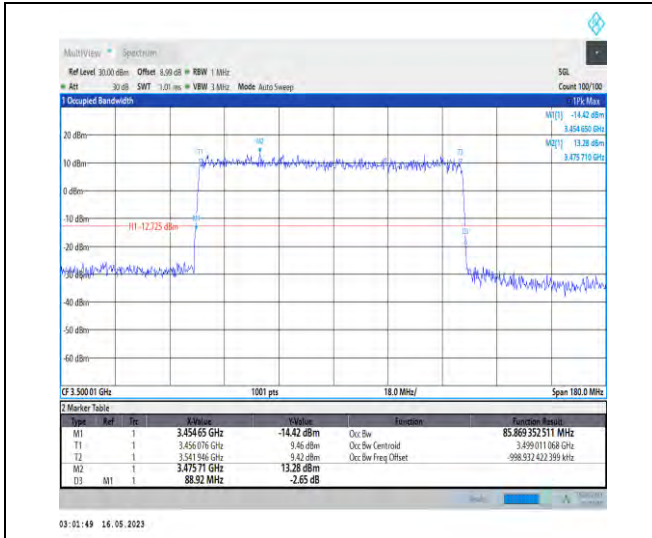 MultiView Spectrum
Ref Level 30.00 dBm Offset 8.99 dB RBW 1 MHz SGL
Att 30 dB SWT 1.01 ms VBW 3 MHz Mode Auto Sweep Count 100/100
1 Occupied Bandwidth 1Pk Max
M1[1] -14.42 dBm
3.454 650 GHz
M2[1] 13.28 dBm
3.475 710 GHz
20 dBm
M2
T1
T2
10 dBm
0 dBm
-10 dBm
M1
H1 -12.725 dBm
D3
-20 dBm
-30 dBm
-40 dBm
-50 dBm
-60 dBm
CF 3.500 01 GHz 1001 pts 18.0 MHz/ Span 180.0 MHz
2 Marker Table
Type Ref Trc X-Value Y-Value Function Function Result
M1 1 3.454 65 GHz -14.42 dBm Occ Bw 85.869 352 511 MHz
T1 1 3.456 076 GHz 9.46 dBm Occ Bw Centroid 3.499 011 068 GHz
T2 1 3.541 946 GHz 9.42 dBm Occ Bw Freq Offset -998.932 422 399 kHz
M2 1 3.475 71 GHz 13.28 dBm
D3 M1 1 88.92 MHz -2.65 dB
03:01:49 16.05.2023